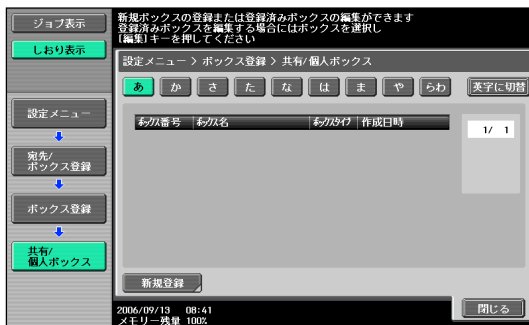 ジョブ表示
しおり表示
新規ボックスの登録または登録済みボックスの編集ができます
登録済みボックスを編集する場合にはボックスを選択し
[編集]キーを押してください
設定メニュー > ボックス登録 > 共有/個人ボックス
あ か さ た な は ま や らわ 英字に切替
ボックス番号 ボックス名 ボックスタイプ 作成日時
1/ 1
設定メニュー
宛先/
ボックス登録
ボックス登録
共有/
個人ボックス
新規登録
2006/09/13 08:41
メモリー残量 100%
閉じる